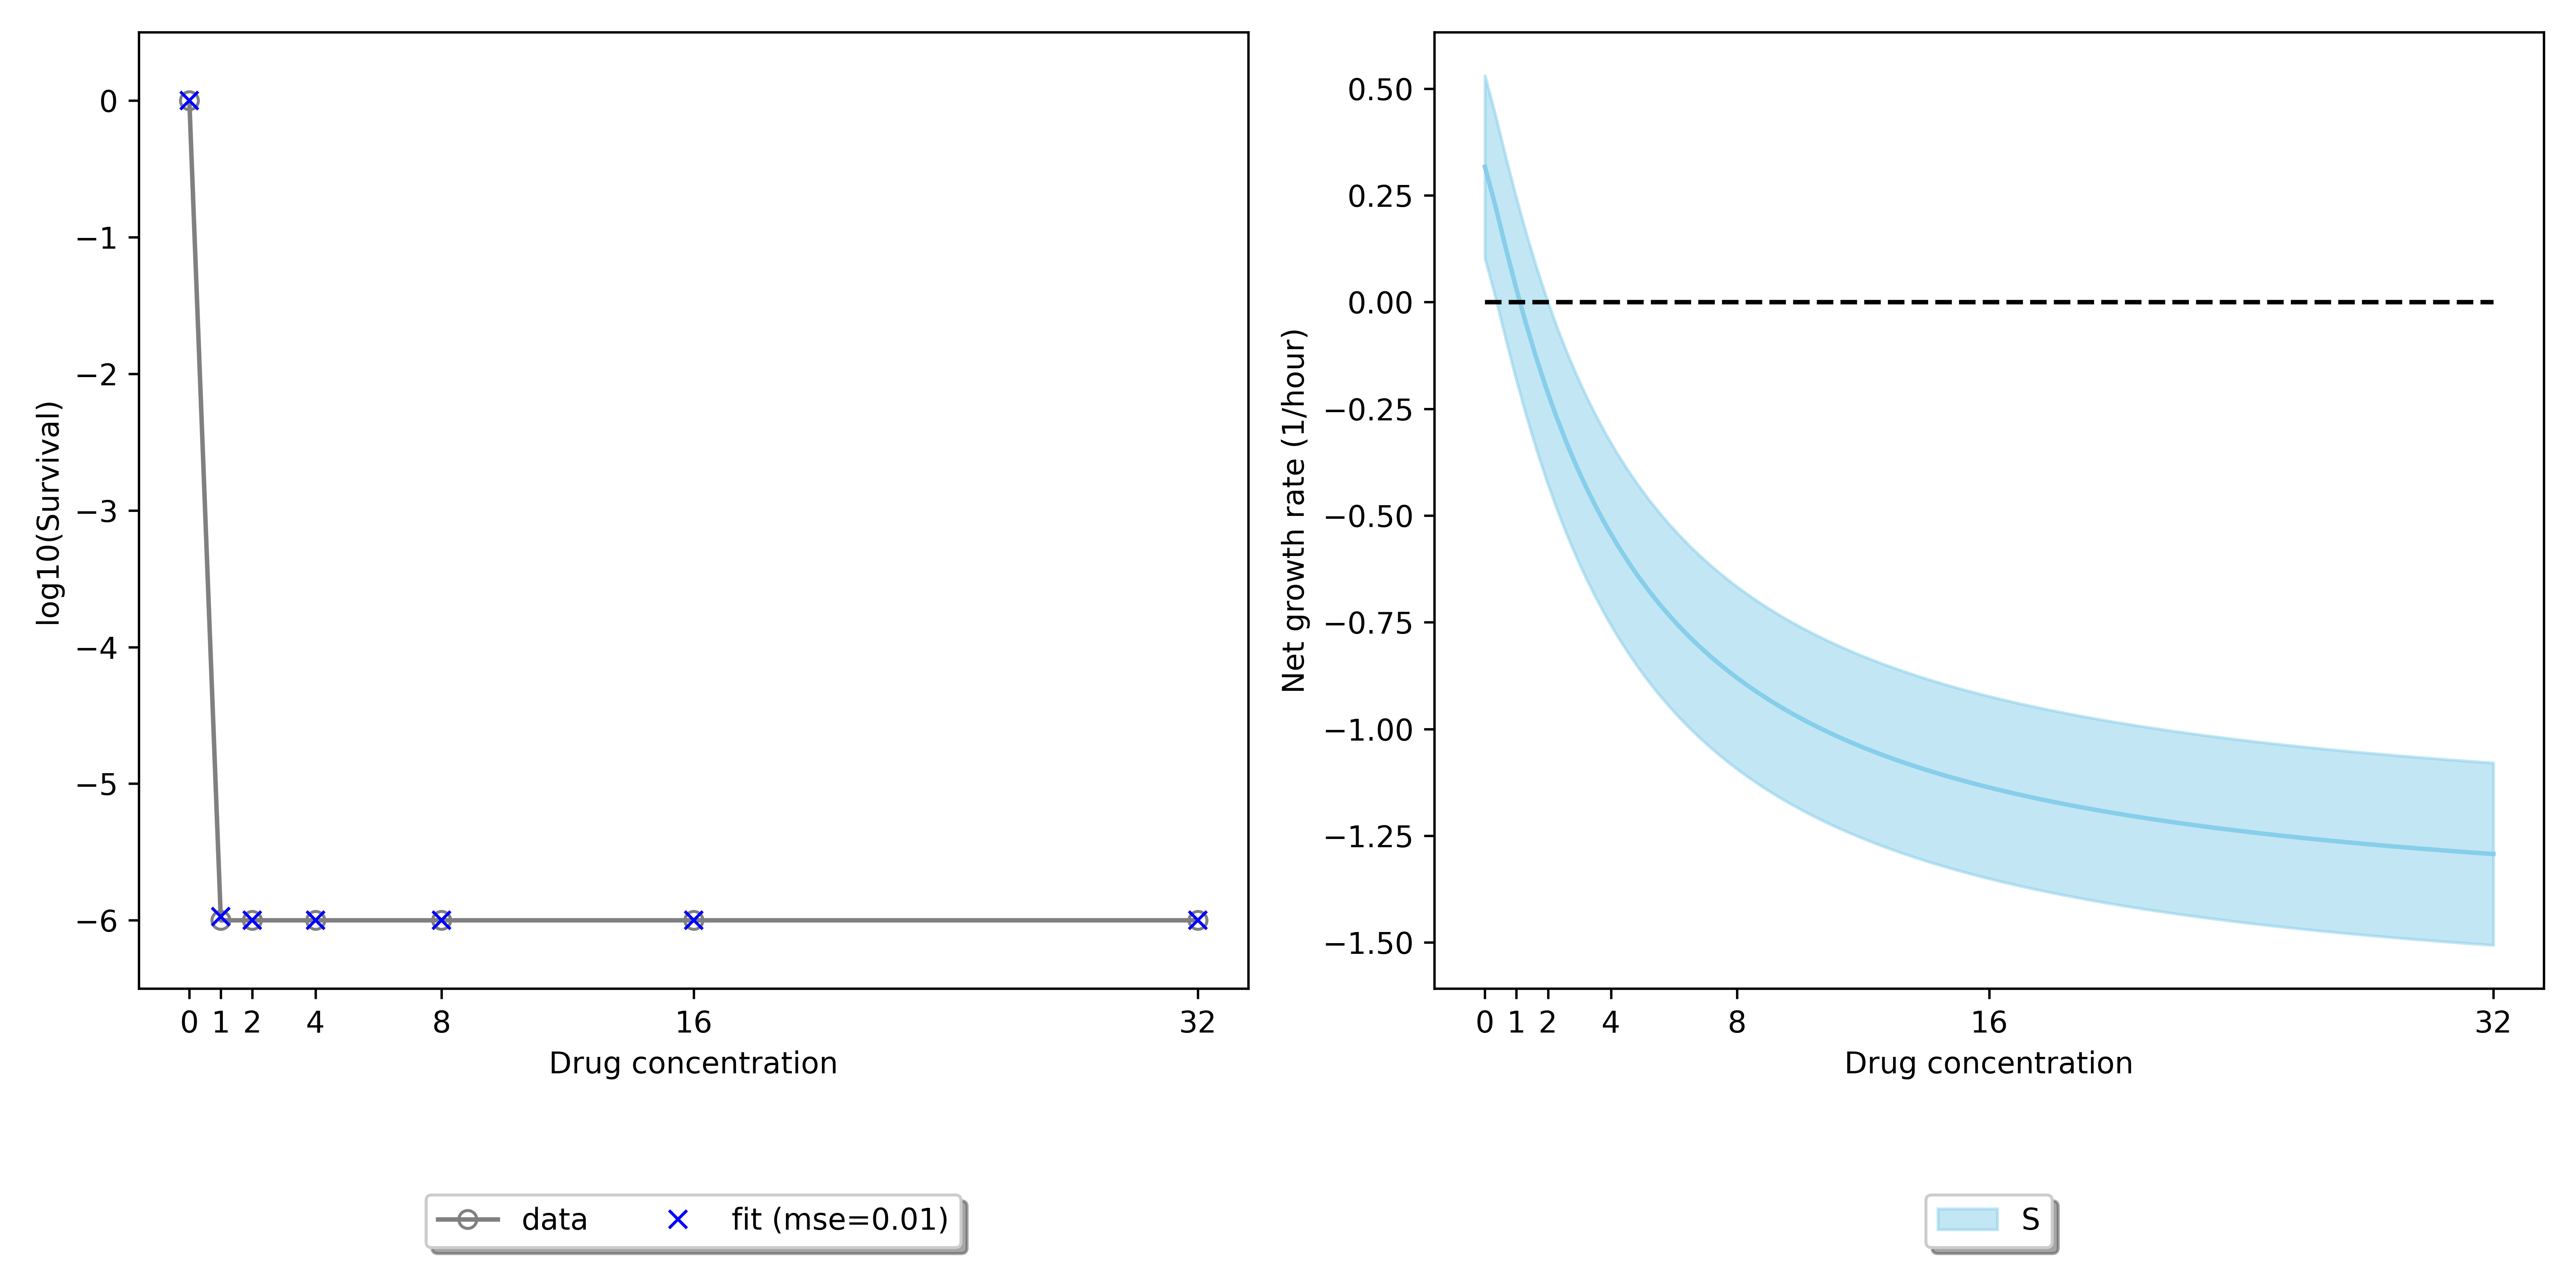 0
−1
−2
−3
−4
−5
−6
log10(Survival)
0 1 2 4 8 16 32
Drug concentration
data fit (mse=0.01)
0.50
0.25
0.00
−0.25
−0.50
−0.75
−1.00
−1.25
−1.50
Net growth rate (1/hour)
0 1 2 4 8 16 32
Drug concentration
S